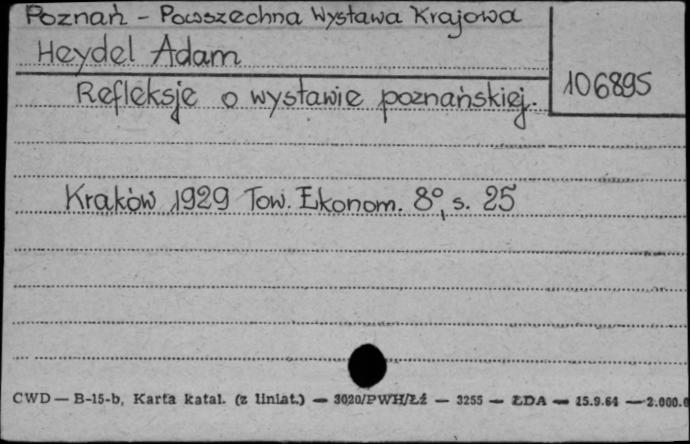 Poznań - Powszechna Wystawa Krajowa
Heydel Adam
106895
Refleksje o wystawie poznańskiej.
Kraków 1929 Tow. Ekonom. 8°, s. 25
CWD — B-15-b, Karta katal. (z liniat.) — 3020/PWH/Łź — 3255 — ŁDA — 15.9.64 — 2.000.0